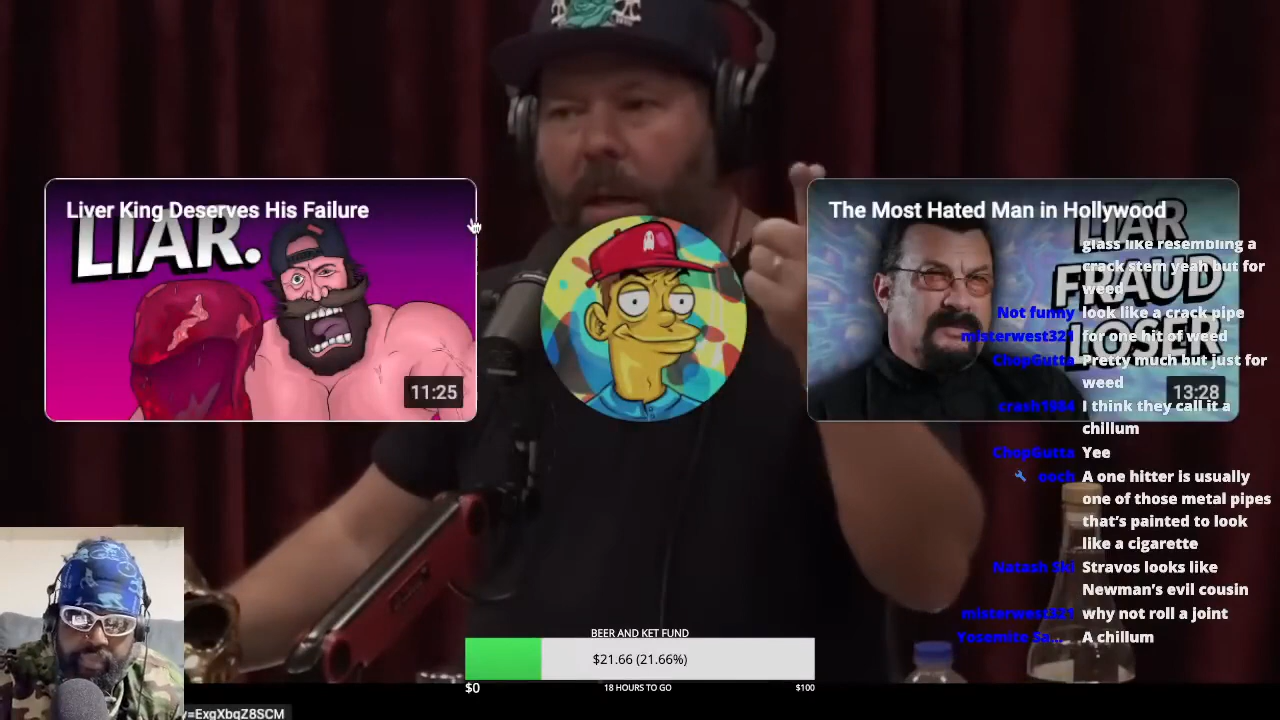 Liver King Deserves His Failure
LIAR.
11:25
The Most Hated Man in Hollywood
LIAR
FRAUD
LOSER
13:28
glass like resembling a
crack stem yeah but for
weed
Not funny look like a crack pipe
misterwest321 for one hit of weed
ChopGutta Pretty much but just for
weed
crash1984 I think they call it a
chillum
ChopGutta Yee
ooch A one hitter is usually
one of those metal pipes
that's painted to look
like a cigarette
Natash Ski Stravos looks like
Newman's evil cousin
misterwest321 why not roll a joint
Yosemite Sa... A chillum
BEER AND KET FUND
$21.66 (21.66%)
$0 18 HOURS TO GO $100
y=ExgXbqZ8SCM